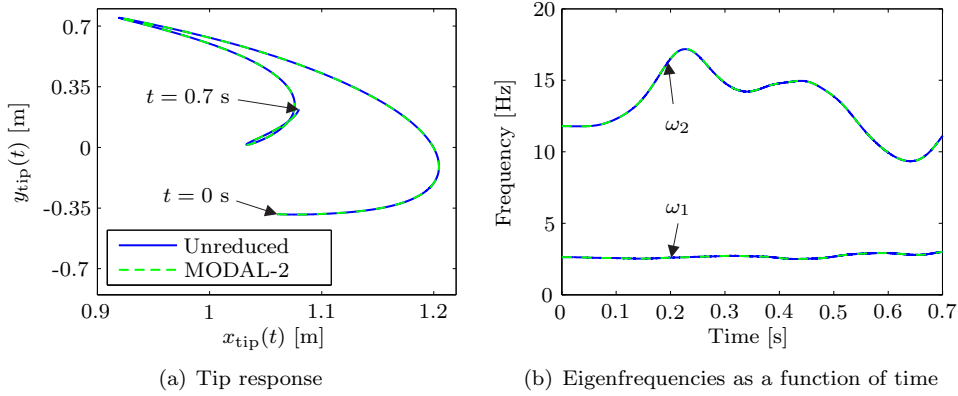 0.7
0.35
0
-0.35
-0.7
y_tip(t) [m]
t = 0.7 s
t = 0 s
Unreduced
MODAL-2
0.9
1
1.1
1.2
x_tip(t) [m]
(a) Tip response
20
15
10
5
0
Frequency [Hz]
ω_2
ω_1
0
0.1
0.2
0.3
0.4
0.5
0.6
0.7
Time [s]
(b) Eigenfrequencies as a function of time